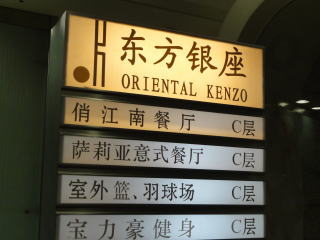 东方银座
ORIENTAL KENZO
俏江南餐厅 C层
萨莉亚意式餐厅 C层
室外篮、羽球场 C层
宝力豪健身 C层